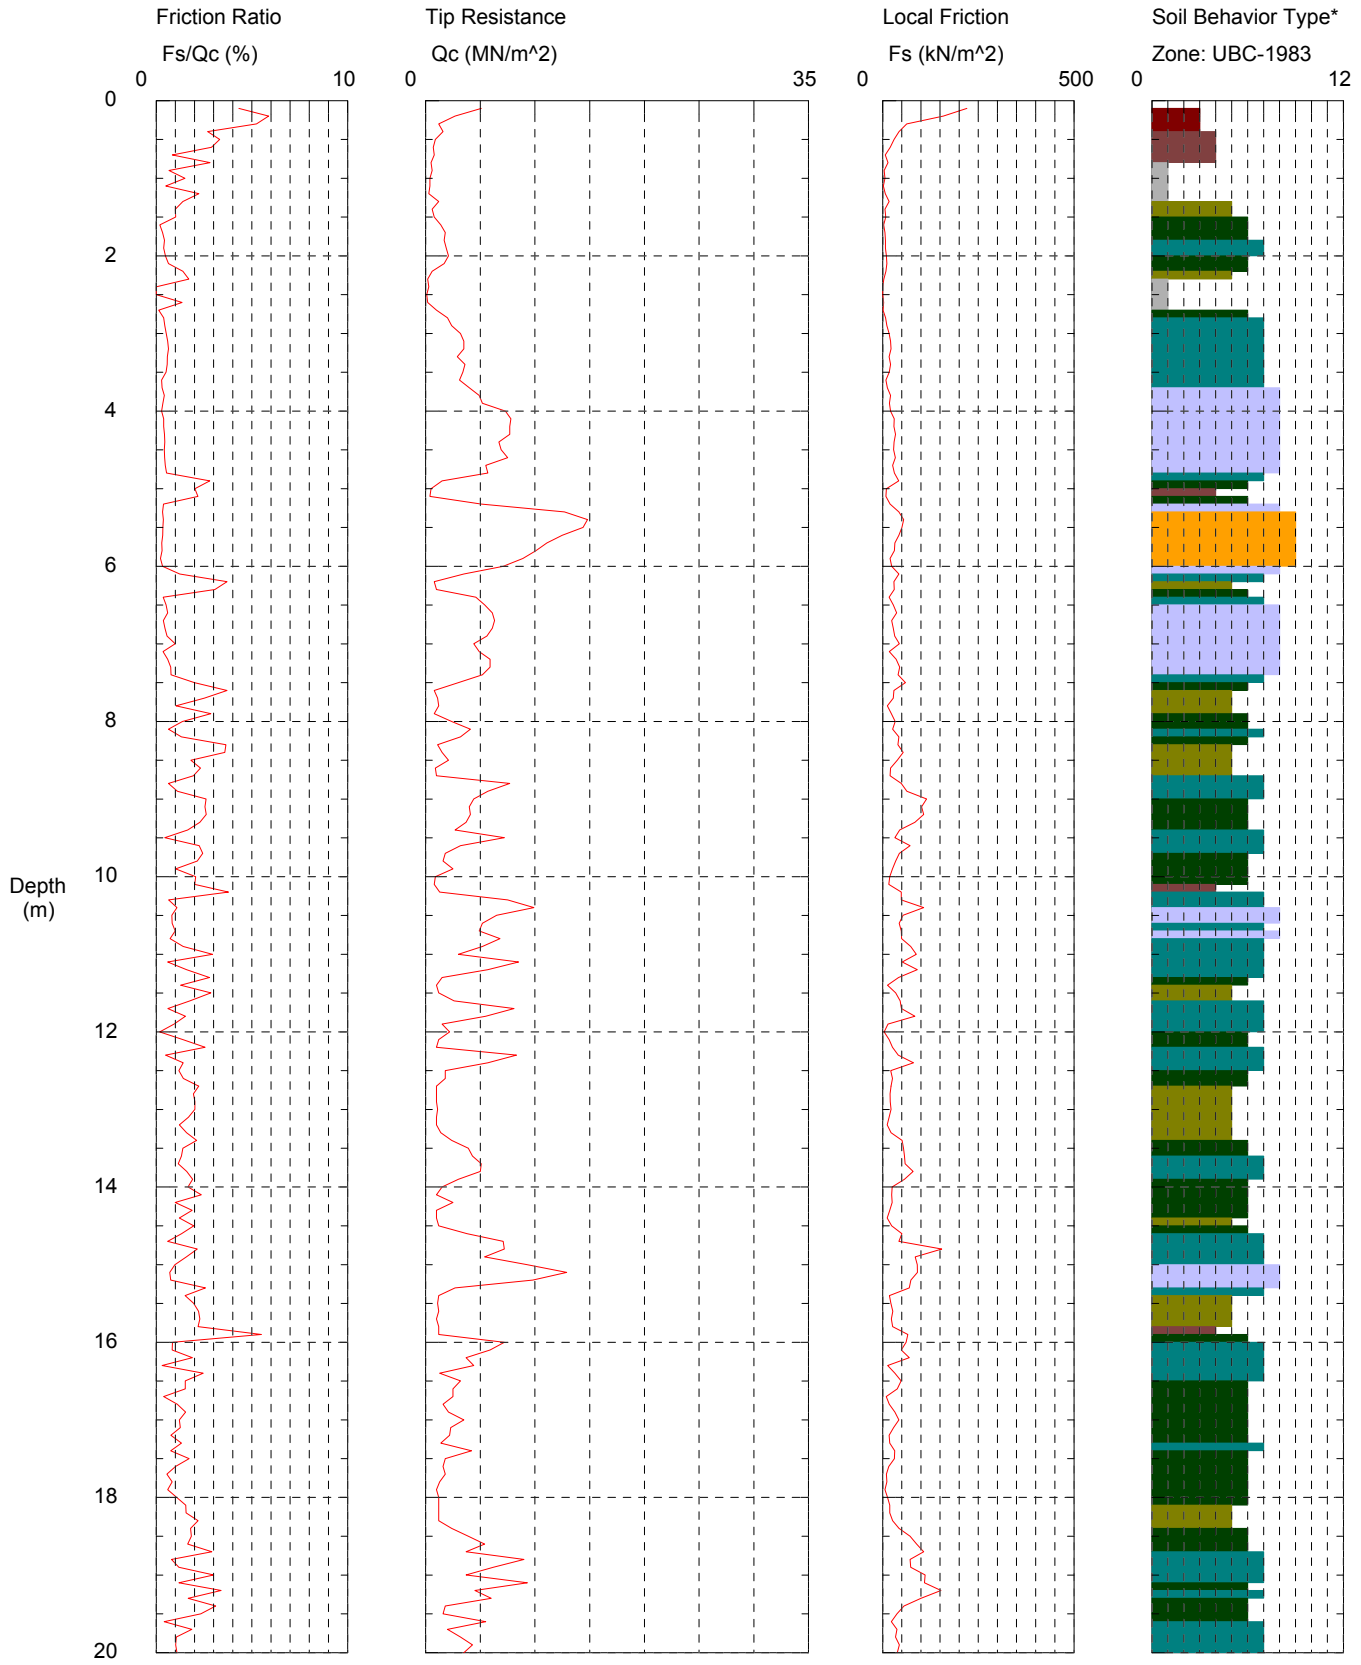 Friction Ratio
Fs/Qc (%)
0 10
Tip Resistance
Qc (MN/m^2)
0 35
Local Friction
Fs (kN/m^2)
0 500
Soil Behavior Type*
Zone: UBC-1983
0 12
0
2
4
6
8
10
12
14
16
18
20
Depth
(m)